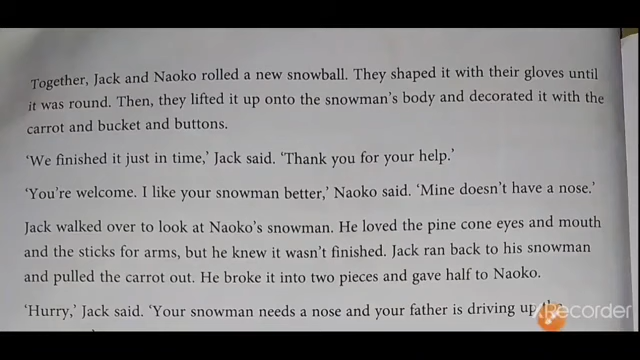 Together, Jack and Naoko rolled a new snowball. They shaped it with their gloves until
it was round. Then, they lifted it up onto the snowman's body and decorated it with the
carrot and bucket and buttons.
'We finished it just in time,' Jack said. 'Thank you for your help.'
'You're welcome. I like your snowman better,' Naoko said. 'Mine doesn't have a nose.'
Jack walked over to look at Naoko's snowman. He loved the pine cone eyes and mouth
and the sticks for arms, but he knew it wasn't finished. Jack ran back to his snowman
and pulled the carrot out. He broke it into two pieces and gave half to Naoko.
'Hurry,' Jack said. 'Your snowman needs a nose and your father is driving up the
XRecorder